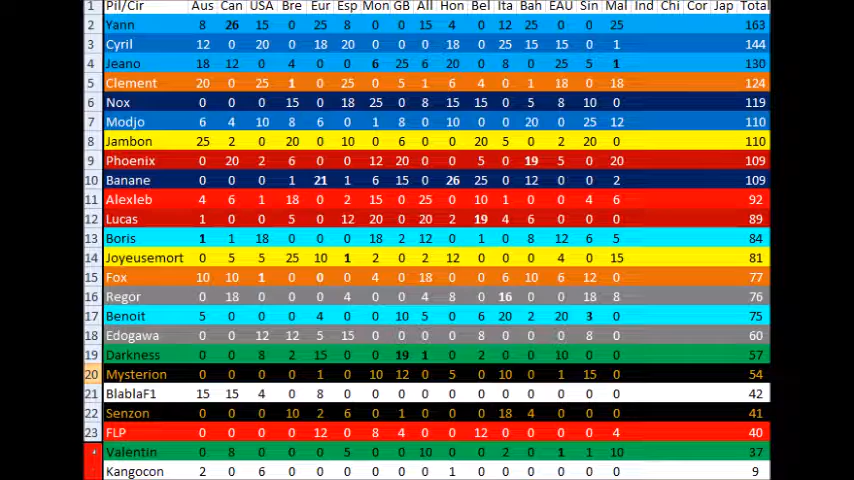 1 Pil/Cir Aus Can USA Bre Eur Esp Mon GB All Hon Bel Ita Bah EAU Sin Mal Ind Chi Cor Jap Total
2 Yann 8 26 15 0 25 8 0 0 15 4 0 12 25 0 0 25 163
3 Cyril 12 0 20 0 18 20 0 0 0 18 0 25 15 15 0 1 144
4 Jeano 18 12 0 4 0 0 6 25 6 20 0 8 0 25 5 1 130
5 Clement 20 0 25 1 0 25 0 5 1 6 4 0 1 18 0 18 124
6 Nox 0 0 0 15 0 18 25 0 8 15 15 0 5 8 10 0 119
7 Modjo 6 4 10 8 6 0 1 8 0 10 0 0 20 0 25 12 110
8 Jambon 25 2 0 20 0 10 0 6 0 0 20 5 0 2 20 0 110
9 Phoenix 0 20 2 6 0 0 12 20 0 0 5 0 19 5 0 20 109
10 Banane 0 0 0 1 21 1 6 15 0 26 25 0 12 0 0 2 109
11 Alexleb 4 6 1 18 0 2 15 0 25 0 10 1 0 0 4 6 92
12 Lucas 1 0 0 5 0 12 20 0 20 2 19 4 6 0 0 0 89
13 Boris 1 1 18 0 0 0 18 2 12 0 1 0 8 12 6 5 84
14 Joyeusemort 0 5 5 25 10 1 2 0 2 12 0 0 0 4 0 15 81
15 Fox 10 10 1 0 0 0 4 0 18 0 0 6 10 6 12 0 77
16 Regor 0 18 0 0 0 4 0 0 4 8 0 16 0 0 18 8 76
17 Benoit 5 0 0 0 4 0 0 10 5 0 6 20 2 20 3 0 75
18 Edogawa 0 0 12 12 5 15 0 0 0 0 8 0 0 0 8 0 60
19 Darkness 0 0 8 2 15 0 0 19 1 0 2 0 0 10 0 0 57
20 Mysterion 0 0 0 0 1 0 10 12 0 5 0 10 0 1 15 0 54
21 BlablaF1 15 15 4 0 8 0 0 0 0 0 0 0 0 0 0 0 42
22 Senzon 0 0 0 10 2 6 0 1 0 0 0 18 4 0 0 0 41
23 FLP 0 0 0 0 12 0 8 4 0 0 12 0 0 0 0 4 40
Valentin 0 8 0 0 0 5 0 0 10 0 0 2 0 1 1 10 37
Kangocon 2 0 6 0 0 0 0 0 0 1 0 0 0 0 0 0 9